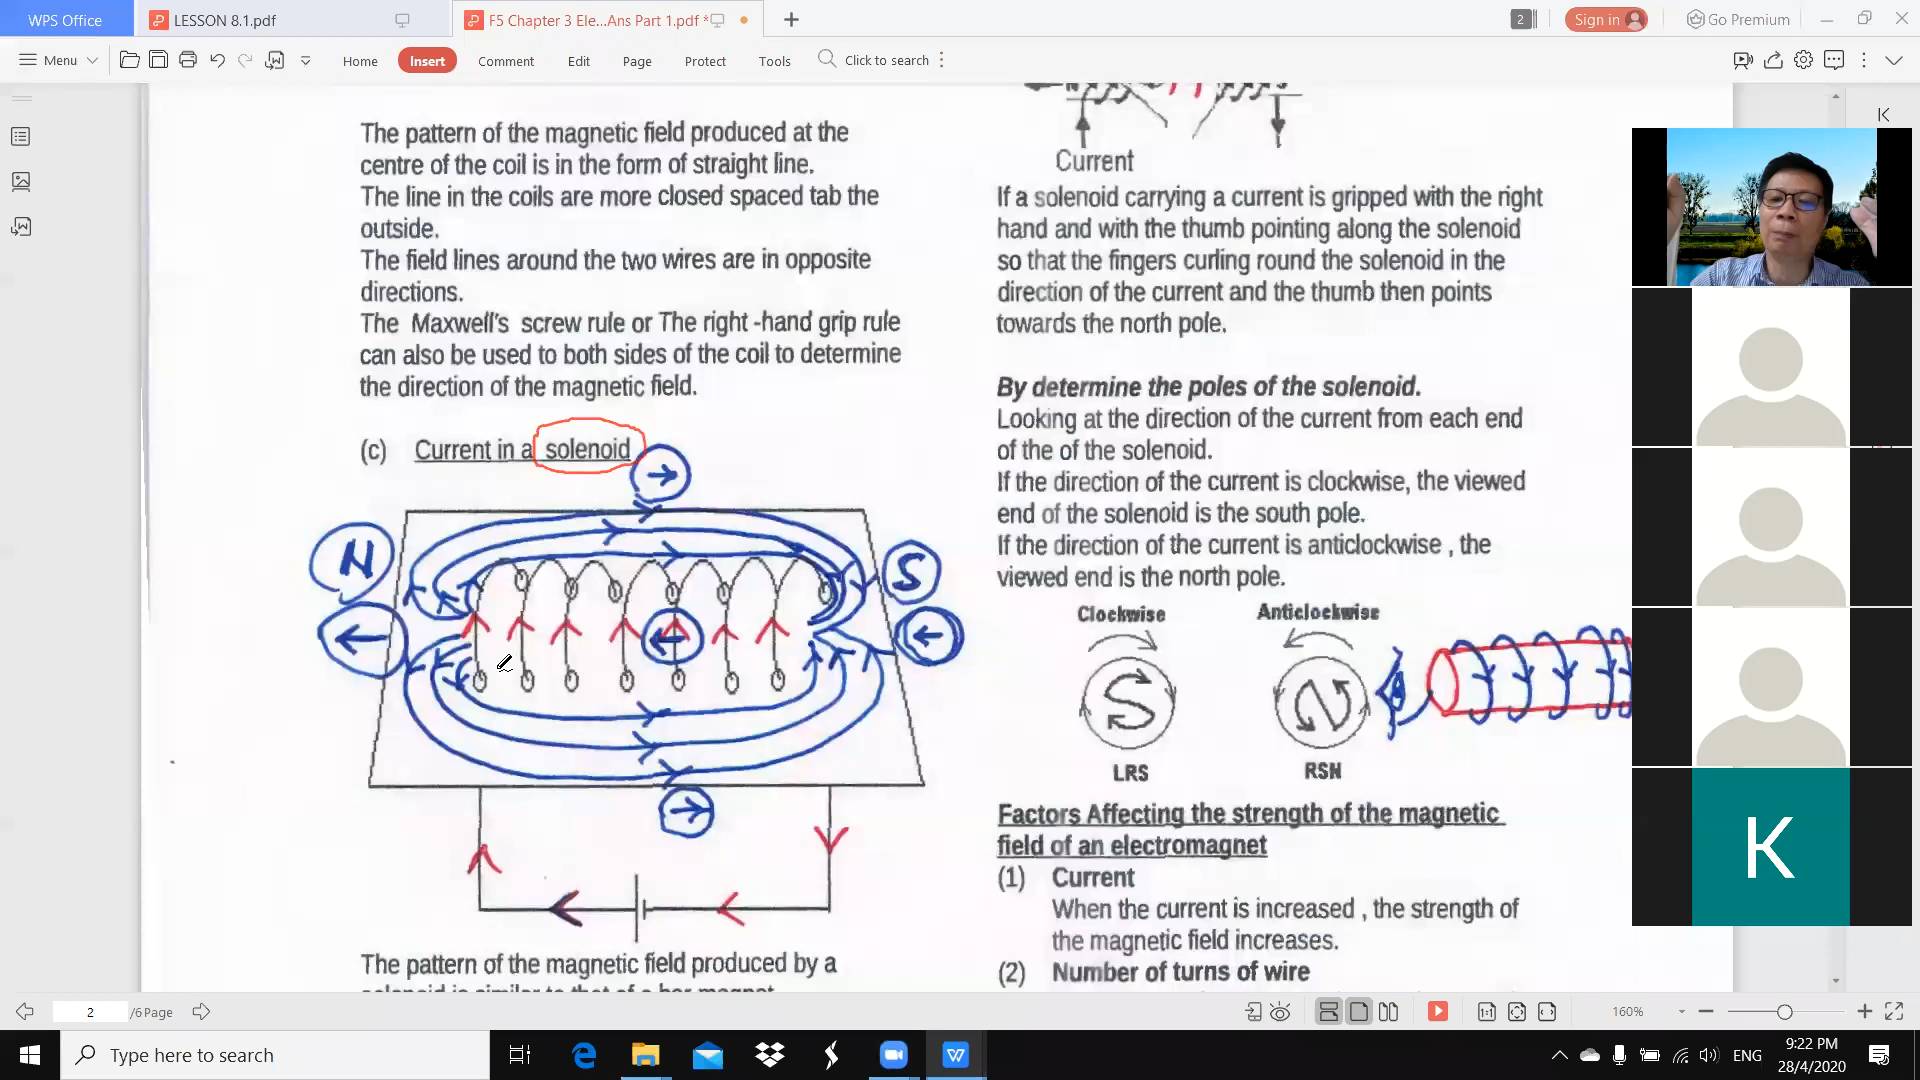 WPS Office
LESSON 8.1.pdf
F5 Chapter 3 Ele...Ans Part 1.pdf *
2
Sign in
Go Premium
Menu
Home
Insert
Comment
Edit
Page
Protect
Tools
Click to search
The pattern of the magnetic field produced at the
centre of the coil is in the form of straight line.
The line in the coils are more closed spaced tab the
outside.
The field lines around the two wires are in opposite
directions.
The Maxwell's screw rule or The right -hand grip rule
can also be used to both sides of the coil to determine
the direction of the magnetic field.
(c) Current in a solenoid
N
S
The pattern of the magnetic field produced by a
solenoid is similar to that of a bar magnet
Current
If a solenoid carrying a current is gripped with the right
hand and with the thumb pointing along the solenoid
so that the fingers curling round the solenoid in the
direction of the current and the thumb then points
towards the north pole.
By determine the poles of the solenoid.
Looking at the direction of the current from each end
of the of the solenoid.
If the direction of the current is clockwise, the viewed
end of the solenoid is the south pole.
If the direction of the current is anticlockwise , the
viewed end is the north pole.
Clockwise
Anticlockwise
S
N
LRS
RSN
Factors Affecting the strength of the magnetic
field of an electromagnet
(1) Current
When the current is increased , the strength of
the magnetic field increases.
(2) Number of turns of wire
K
2
/6Page
160%
Type here to search
ENG
9:22 PM
28/4/2020